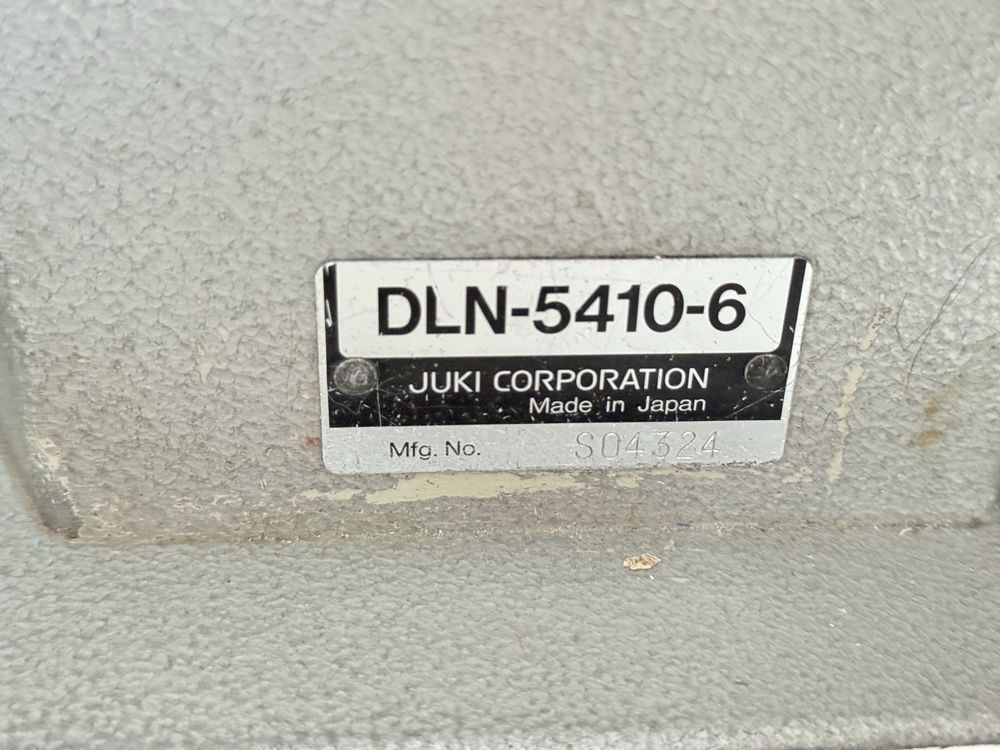 DLN-5410-6
JUKI CORPORATION
Made in Japan
Mfg. No. S04324